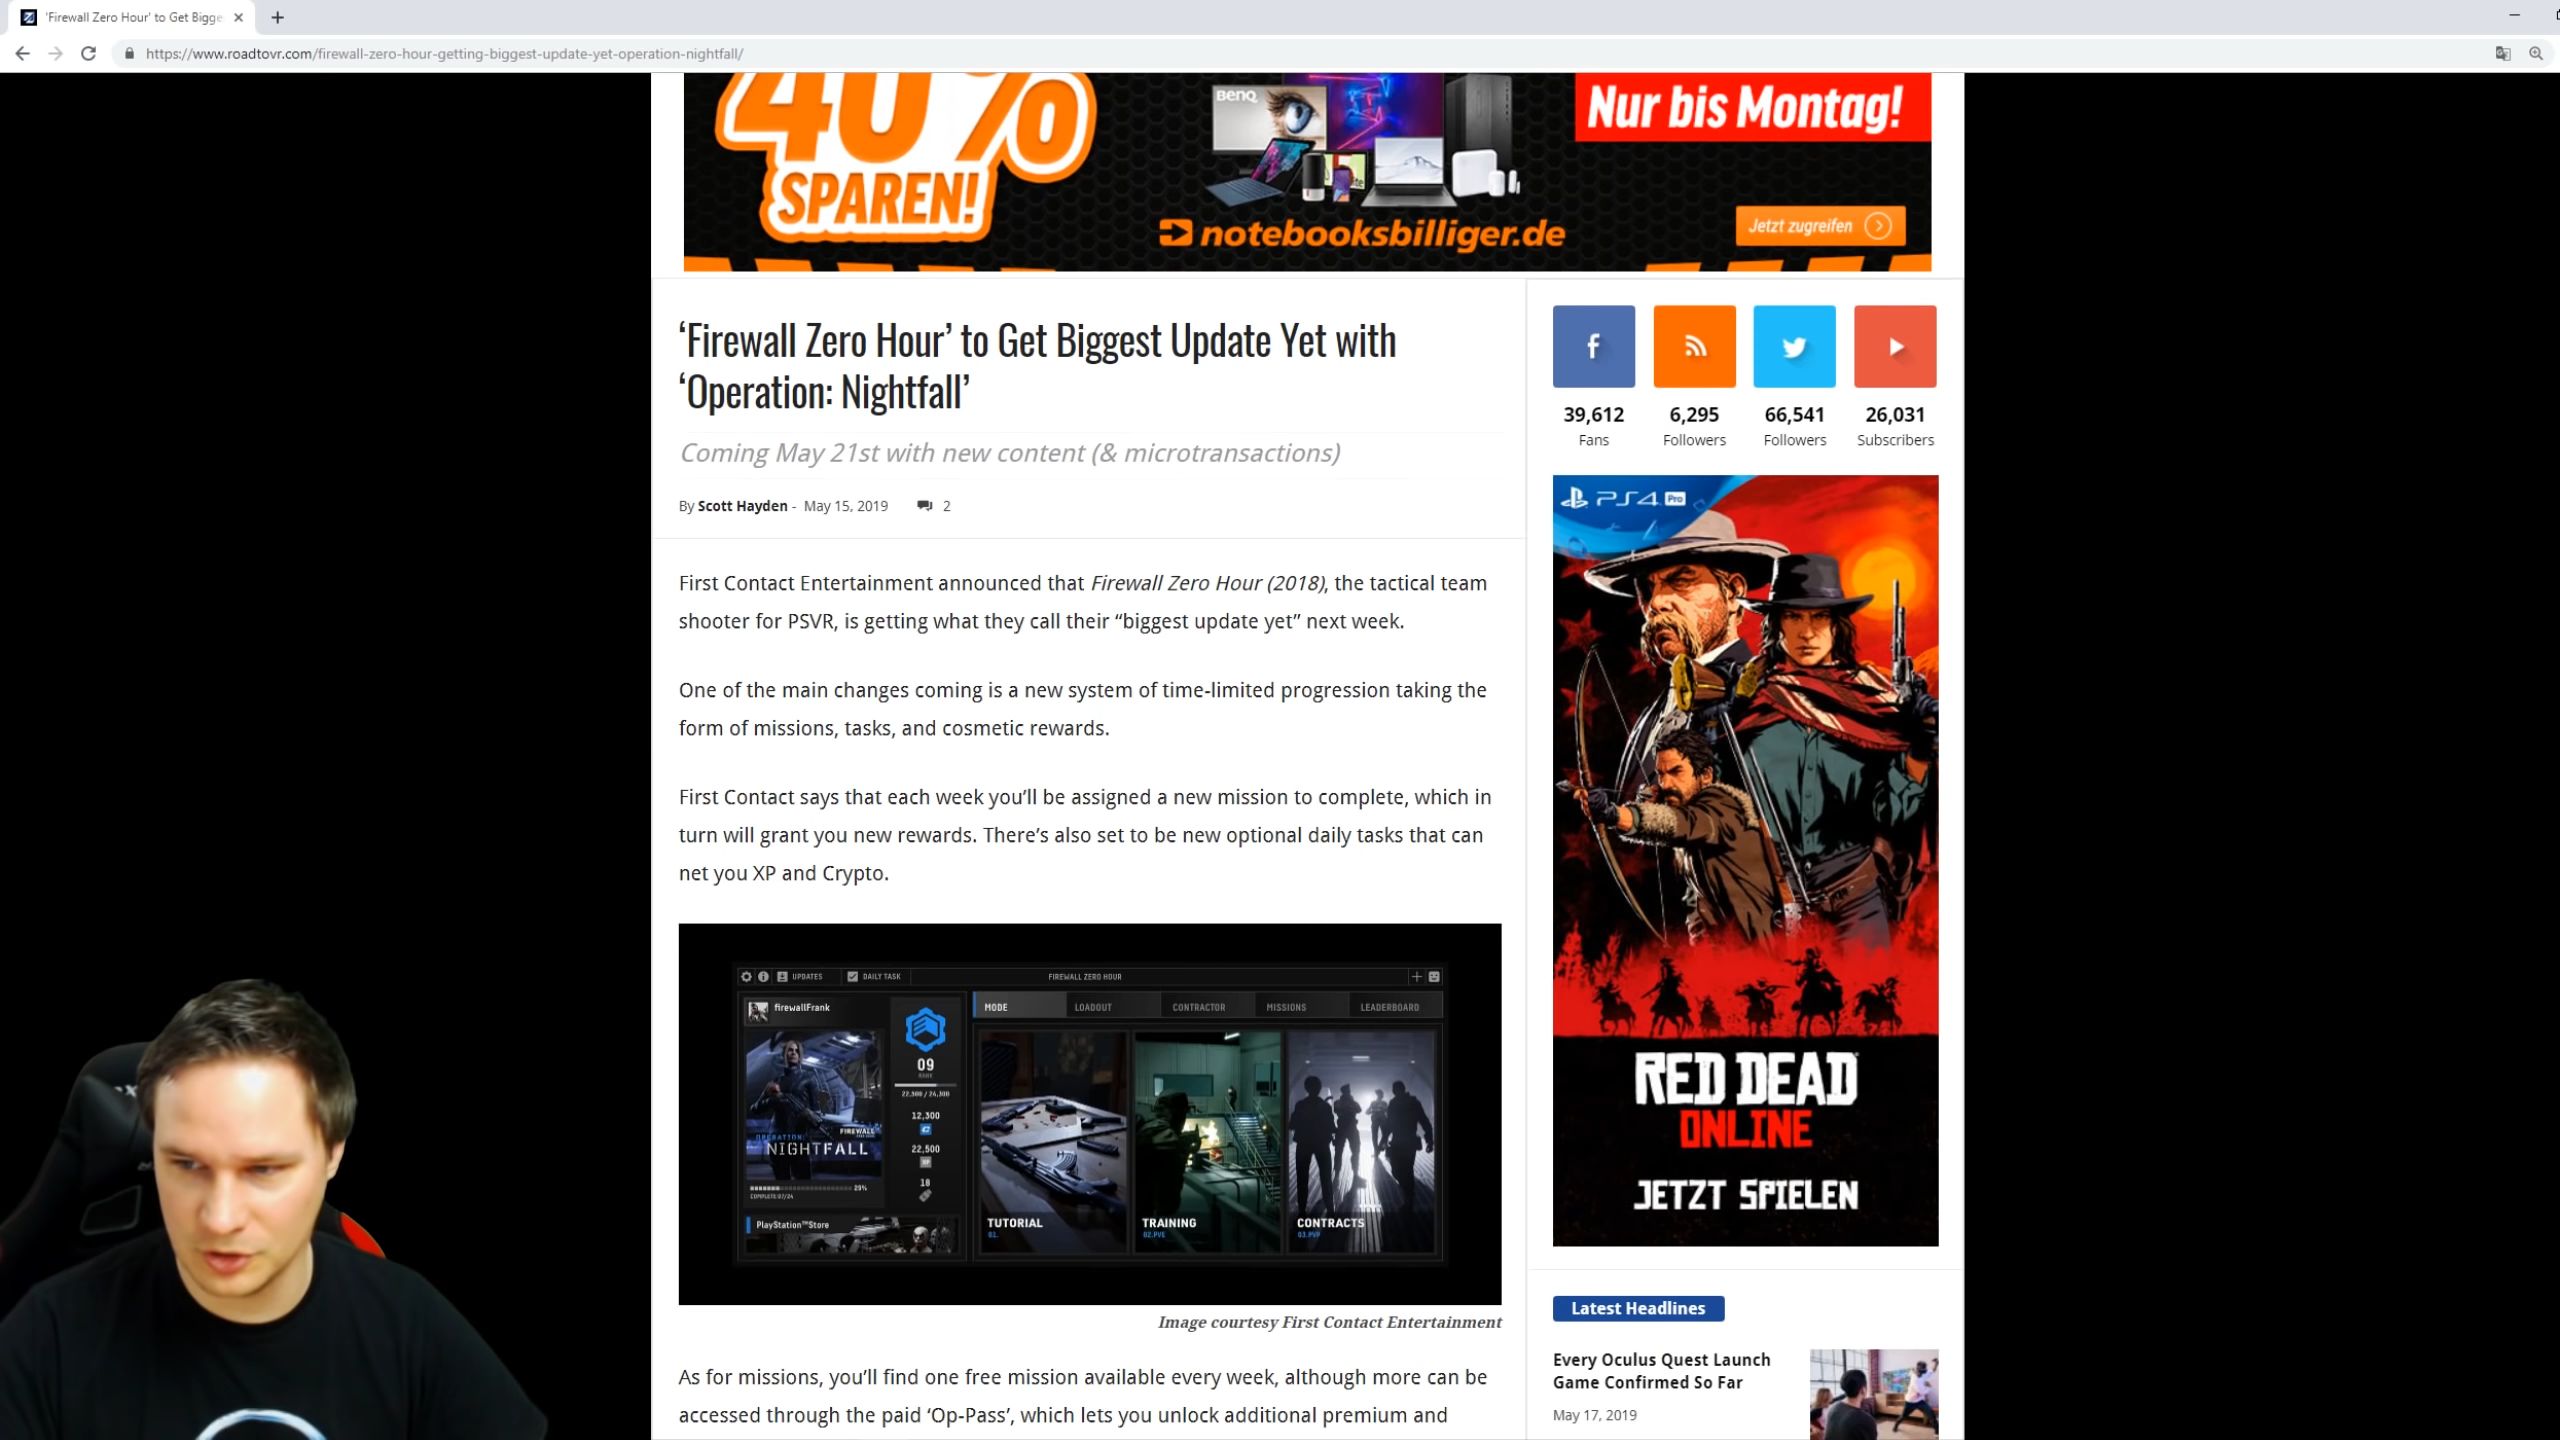 'Firewall Zero Hour' to Get Bigge
https://www.roadtovr.com/firewall-zero-hour-getting-biggest-update-yet-operation-nightfall/
40%
SPAREN!
BenQ
Nur bis Montag!
notebooksbilliger.de
Jetzt zugreifen
‘Firewall Zero Hour’ to Get Biggest Update Yet with
‘Operation: Nightfall’
Coming May 21st with new content (& microtransactions)
By Scott Hayden - May 15, 2019 2
39,612 6,295 66,541 26,031
Fans Followers Followers Subscribers
First Contact Entertainment announced that Firewall Zero Hour (2018), the tactical team
shooter for PSVR, is getting what they call their “biggest update yet” next week.
One of the main changes coming is a new system of time-limited progression taking the
form of missions, tasks, and cosmetic rewards.
First Contact says that each week you’ll be assigned a new mission to complete, which in
turn will grant you new rewards. There’s also set to be new optional daily tasks that can
net you XP and Crypto.
UPDATES DAILY TASK FIREWALL ZERO HOUR
firewallFrank
MODE LOADOUT CONTRACTOR MISSIONS LEADERBOARD
09
RANK
22,500 / 24,300
12,300
22,500
XP
18
FIREWALL
OPERATION:
NIGHTFALL
29%
COMPLETE 07/24
PlayStation™Store
TUTORIAL
01.
TRAINING
02.PVE
CONTRACTS
03.PVP
Image courtesy First Contact Entertainment
As for missions, you’ll find one free mission available every week, although more can be
accessed through the paid ‘Op-Pass’, which lets you unlock additional premium and
PS4 Pro
RED DEAD
ONLINE
JETZT SPIELEN
Latest Headlines
Every Oculus Quest Launch
Game Confirmed So Far
May 17, 2019